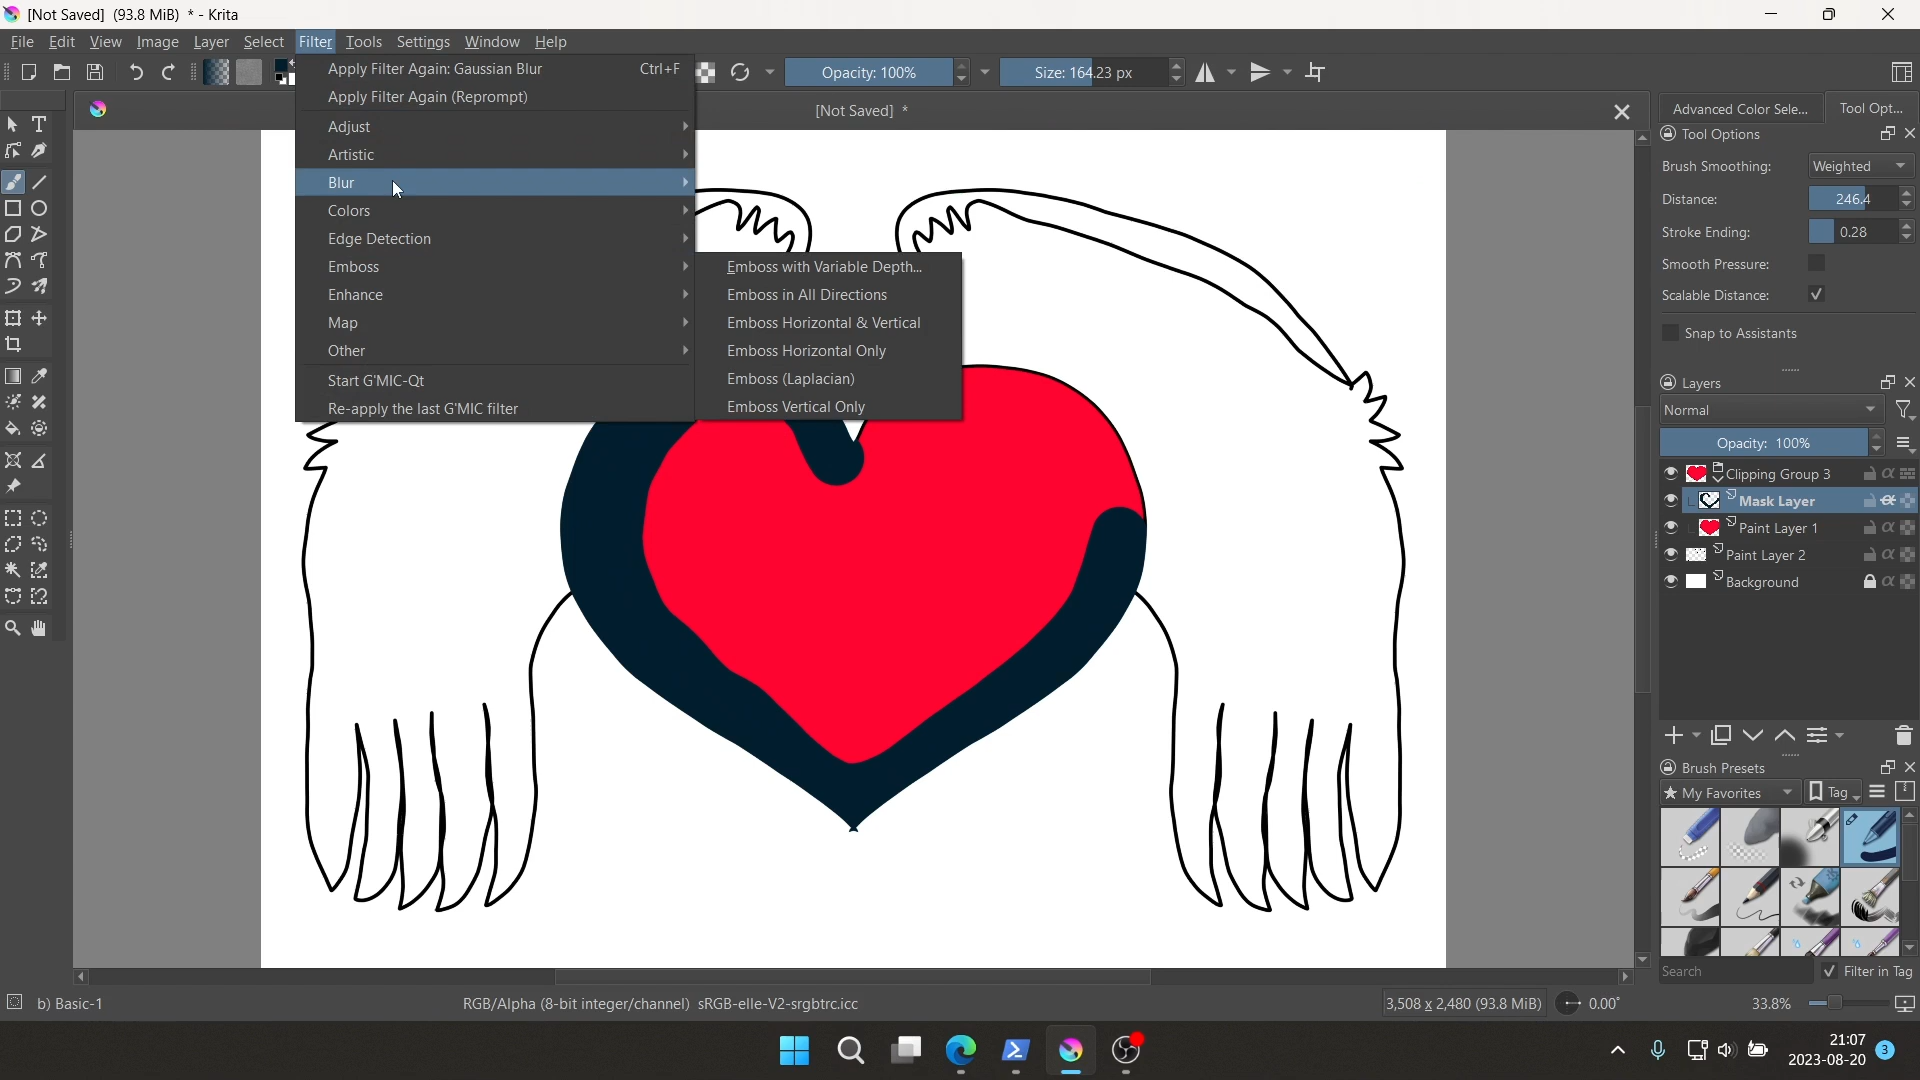 [Not Saved] (93.8 MiB) * - Krita
File Edit View Image Layer Select Filter Tools Settings Window Help
Apply Filter Again: Gaussian Blur Ctrl+F
Apply Filter Again (Reprompt)
Adjust
Artistic
Blur
Colors
Edge Detection
Emboss
Enhance
Map
Other
Start G'MIC-Qt
Re-apply the last G'MIC filter
Emboss with Variable Depth...
Emboss in All Directions
Emboss Horizontal & Vertical
Emboss Horizontal Only
Emboss (Laplacian)
Emboss Vertical Only
Opacity: 100%
Size: 164.23 px
[Not Saved] *
Advanced Color Sele...
Tool Opt...
Tool Options
Brush Smoothing: Weighted
Distance: 246.4
Stroke Ending: 0.28
Smooth Pressure:
Scalable Distance:
Snap to Assistants
Layers
Normal
Opacity: 100%
Clipping Group 3
Mask Layer
Paint Layer 1
Paint Layer 2
Background
Brush Presets
My Favorites
Tag
Search
Filter in Tag
b) Basic-1
RGB/Alpha (8-bit integer/channel) sRGB-elle-V2-srgbtrc.icc
3,508 x 2,480 (93.8 MiB)
0.00°
33.8%
21:07
2023-08-20
3